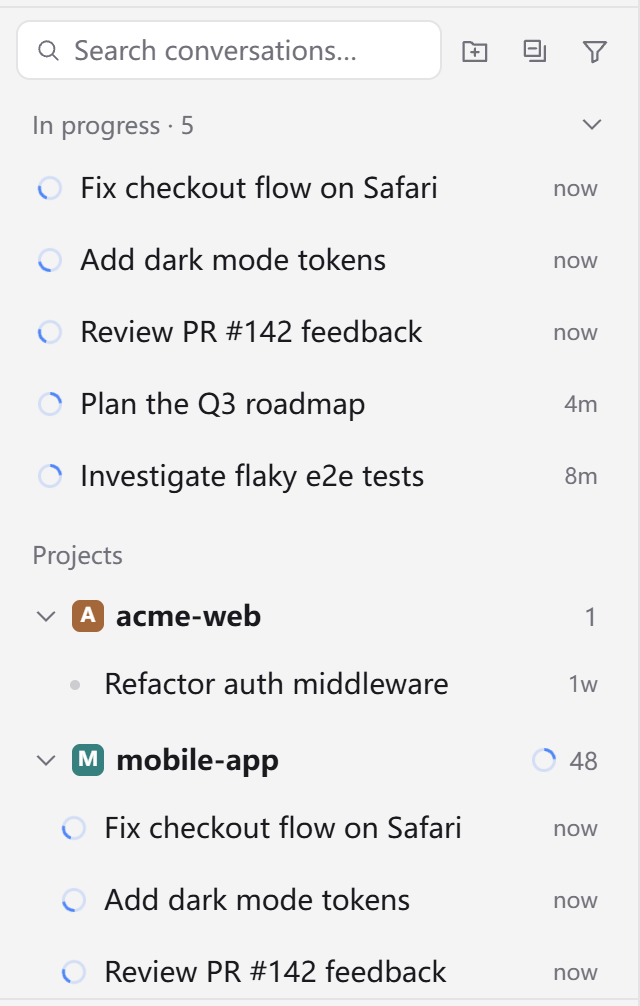 Search conversations...
In progress · 5
Fix checkout flow on Safari now
Add dark mode tokens now
Review PR #142 feedback now
Plan the Q3 roadmap 4m
Investigate flaky e2e tests 8m
Projects
A acme-web 1
Refactor auth middleware 1w
M mobile-app 48
Fix checkout flow on Safari now
Add dark mode tokens now
Review PR #142 feedback now